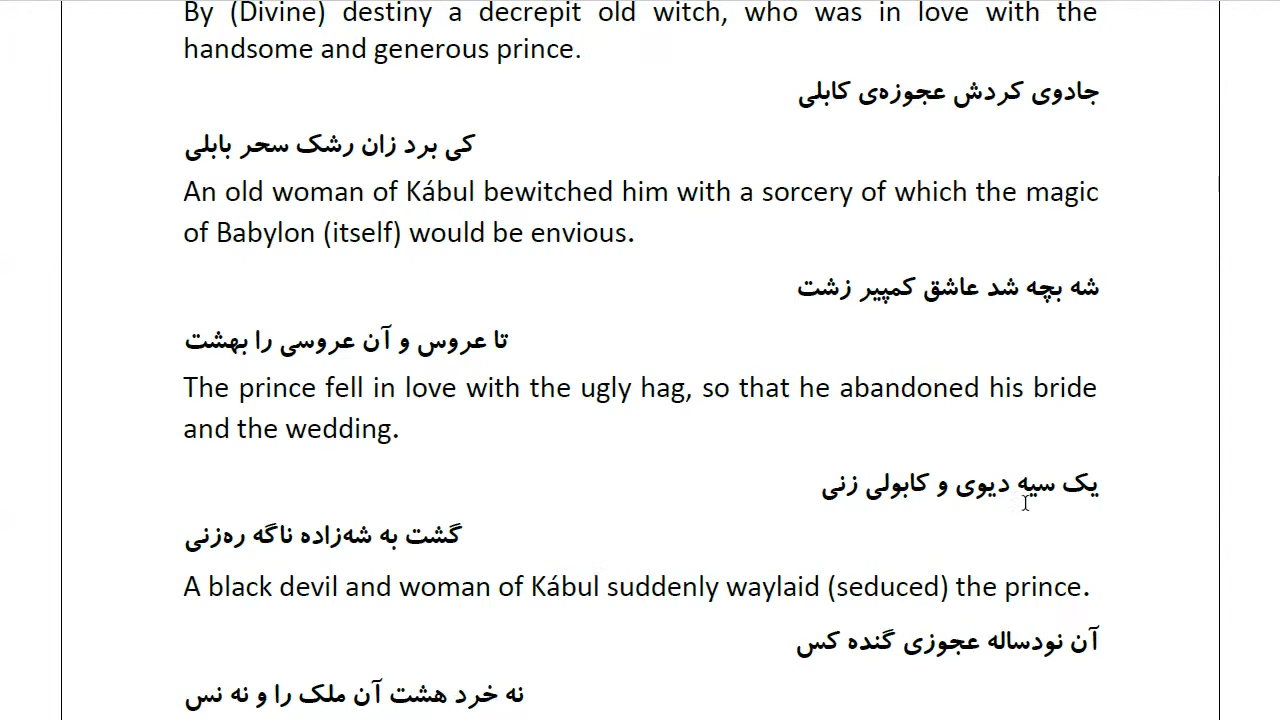 By (Divine) destiny a decrepit old witch, who was in love with the
handsome and generous prince.
جادوی کردش عجوزه‌ی کابلی
کی برد زان رشک سحر بابلی
An old woman of Kábul bewitched him with a sorcery of which the magic
of Babylon (itself) would be envious.
شه بچه شد عاشق کمپیر زشت
تا عروس و آن عروسی را بهشت
The prince fell in love with the ugly hag, so that he abandoned his bride
and the wedding.
یک سیه دیوی و کابولی زنی
گشت به شه‌زاده ناگه ره‌زنی
A black devil and woman of Kábul suddenly waylaid (seduced) the prince.
آن نودساله عجوزی گنده کس
نه خرد هشت آن ملک را و نه نس